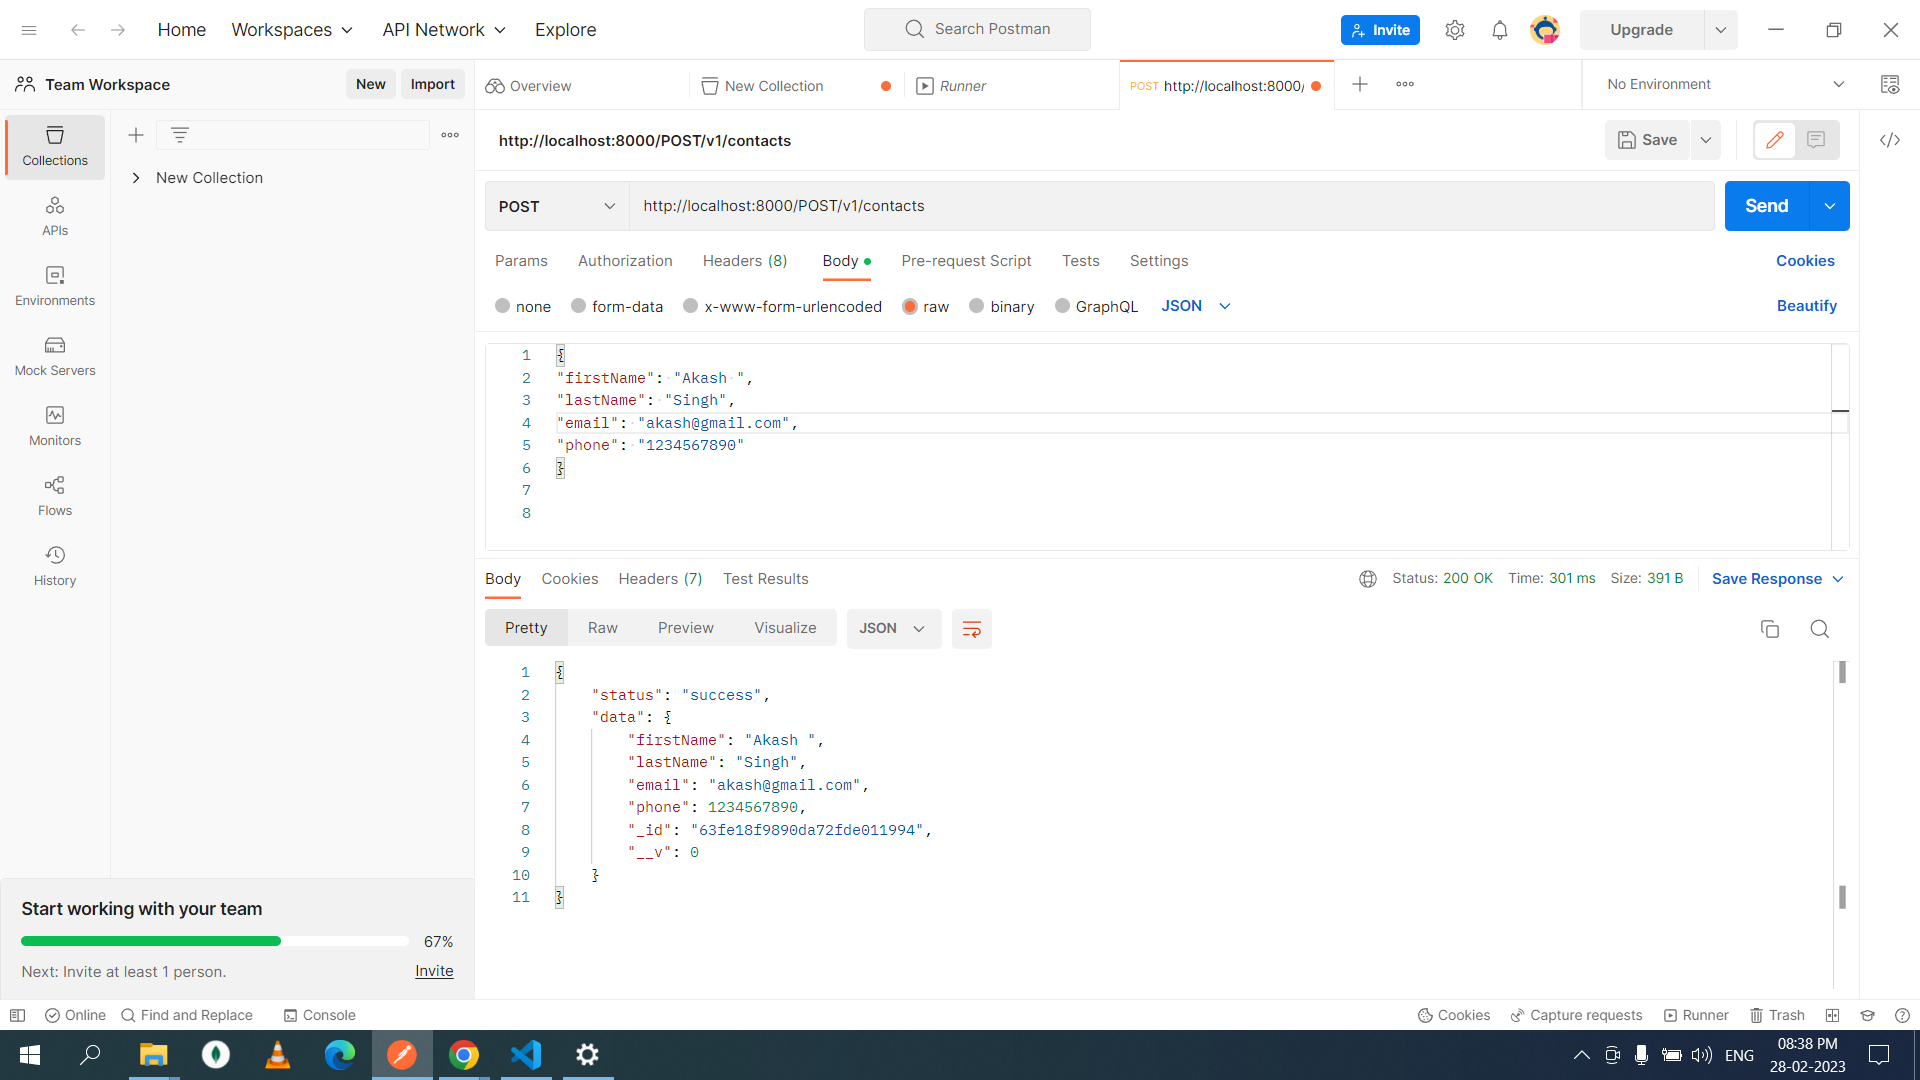 Home Workspaces API Network Explore Search Postman Invite Upgrade
Team Workspace New Import Overview New Collection Runner POST http://localhost:8000/ No Environment
Collections
New Collection
APIs
Environments
Mock Servers
Monitors
Flows
History
http://localhost:8000/POST/v1/contacts Save
POST http://localhost:8000/POST/v1/contacts Send
Params Authorization Headers (8) Body Pre-request Script Tests Settings Cookies
none form-data x-www-form-urlencoded raw binary GraphQL JSON Beautify
1 {
2 "firstName": "Akash ",
3 "lastName": "Singh",
4 "email": "akash@gmail.com",
5 "phone": "1234567890"
6 }
7
8
Body Cookies Headers (7) Test Results Status: 200 OK Time: 301 ms Size: 391 B Save Response
Pretty Raw Preview Visualize JSON
1 {
2 "status": "success",
3 "data": {
4 "firstName": "Akash ",
5 "lastName": "Singh",
6 "email": "akash@gmail.com",
7 "phone": 1234567890,
8 "_id": "63fe18f9890da72fde011994",
9 "__v": 0
10 }
11 }
Start working with your team
67%
Next: Invite at least 1 person. Invite
Online Find and Replace Console Cookies Capture requests Runner Trash
ENG
08:38 PM
28-02-2023